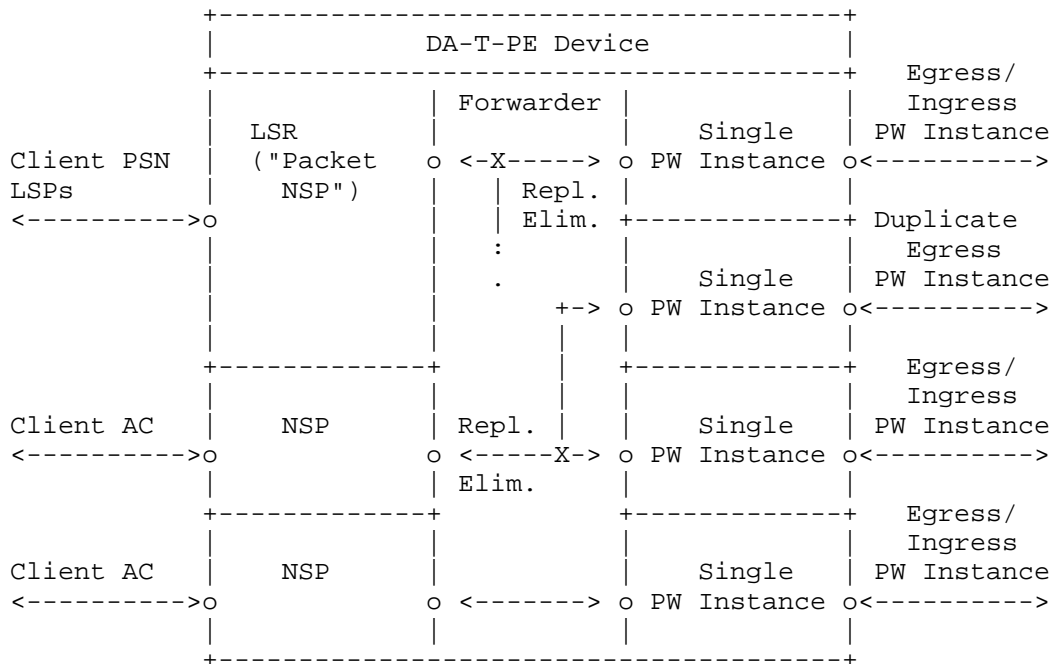 DA-T-PE Device
Egress/
Forwarder Ingress
LSR Single PW Instance
Client PSN ("Packet o <-X-----> o PW Instance o<---------->
LSPs NSP") Repl.
<---------->o Elim. Duplicate
: Egress
. Single PW Instance
+-> o PW Instance o<---------->
Egress/
Ingress
Client AC NSP Repl. Single PW Instance
<---------->o o <-----X-> o PW Instance o<---------->
Elim.
Egress/
Ingress
Client AC NSP Single PW Instance
<---------->o o <-------> o PW Instance o<---------->